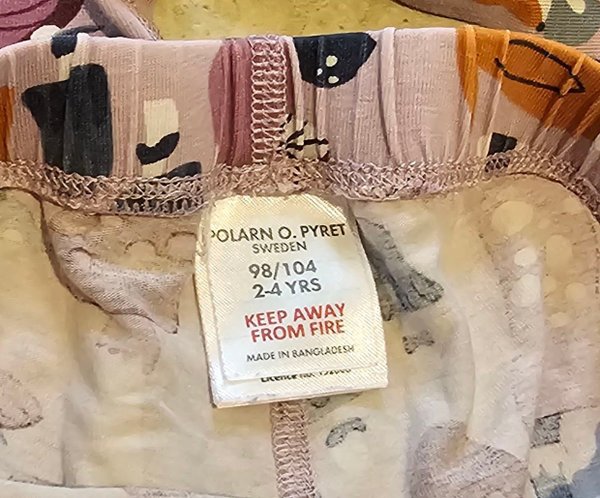 POLARN O. PYRET
SWEDEN
98/104
2-4 YRS
KEEP AWAY
FROM FIRE
MADE IN BANGLADESH